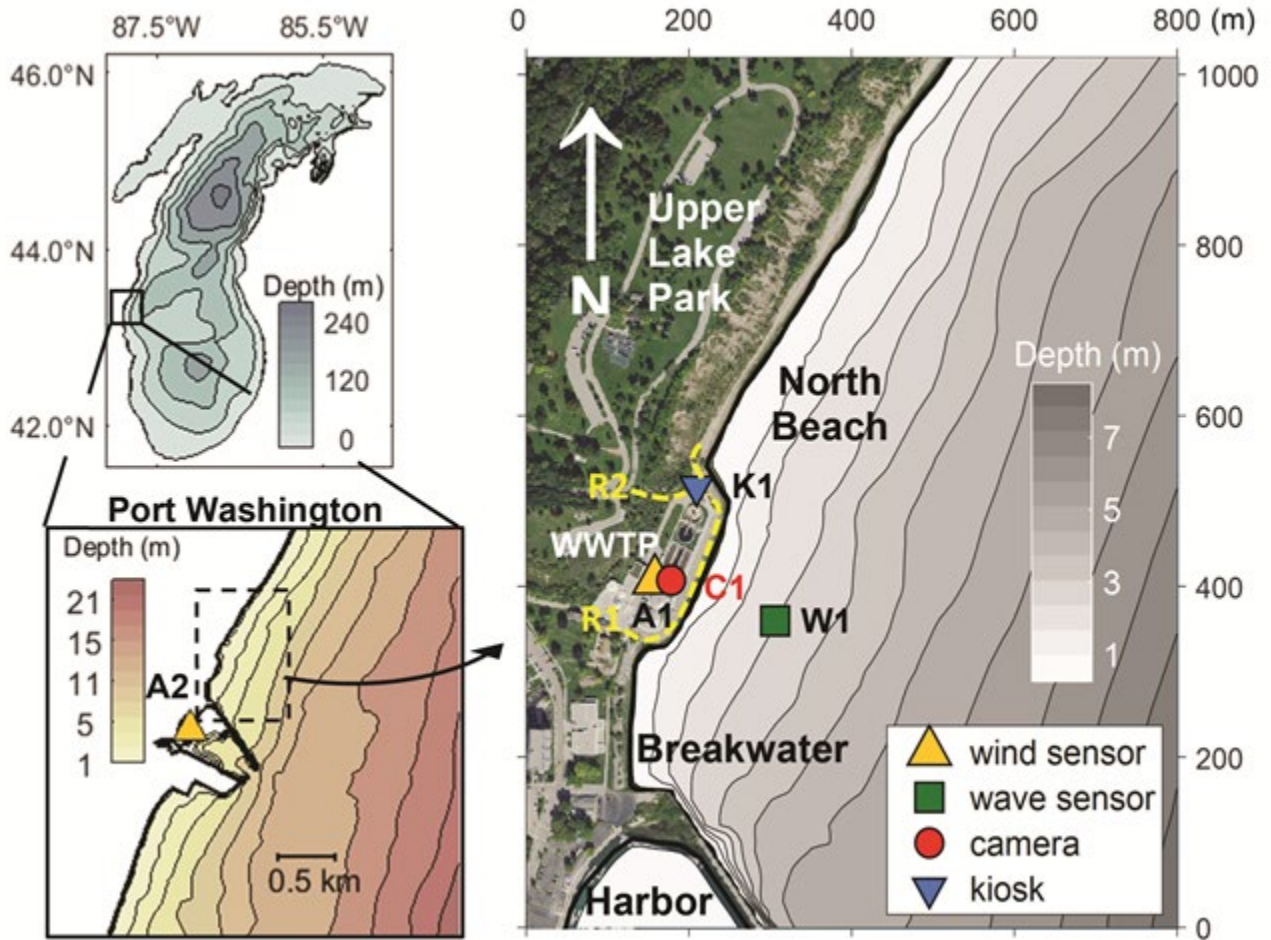 87.5°W 85.5°W
46.0°N
44.0°N
42.0°N
Depth (m)
240
120
0
Port Washington
Depth (m)
21
15
11
5
1
A2
0.5 km
0 200 400 600 800 (m)
1000
800
600
400
200
0
N
Upper
Lake
Park
North
Beach
Depth (m)
7
5
3
1
R2
K1
WWTP
C1
R1 A1
W1
Breakwater
Harbor
wind sensor
wave sensor
camera
kiosk